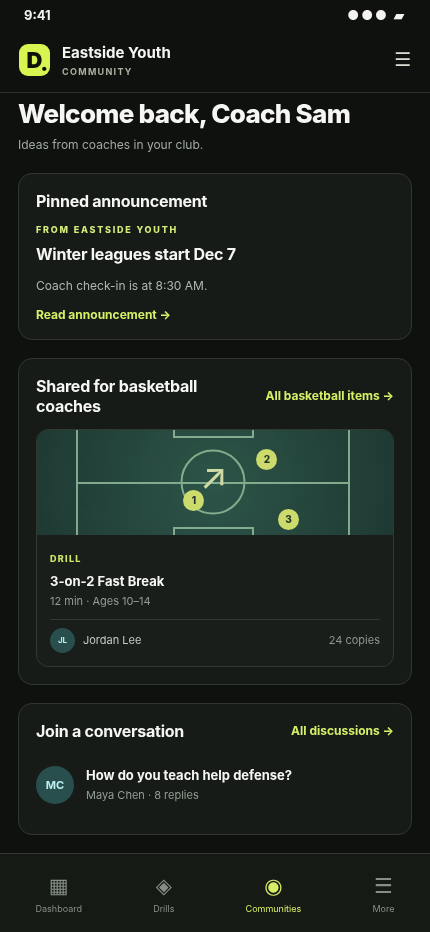 9:41
D.
Eastside Youth
COMMUNITY
Welcome back, Coach Sam
Ideas from coaches in your club.
Pinned announcement
FROM EASTSIDE YOUTH
Winter leagues start Dec 7
Coach check-in is at 8:30 AM.
Read announcement →
Shared for basketball
coaches
All basketball items →
2
1
3
DRILL
3-on-2 Fast Break
12 min · Ages 10–14
JL
Jordan Lee
24 copies
Join a conversation
All discussions →
MC
How do you teach help defense?
Maya Chen · 8 replies
Dashboard
Drills
Communities
More